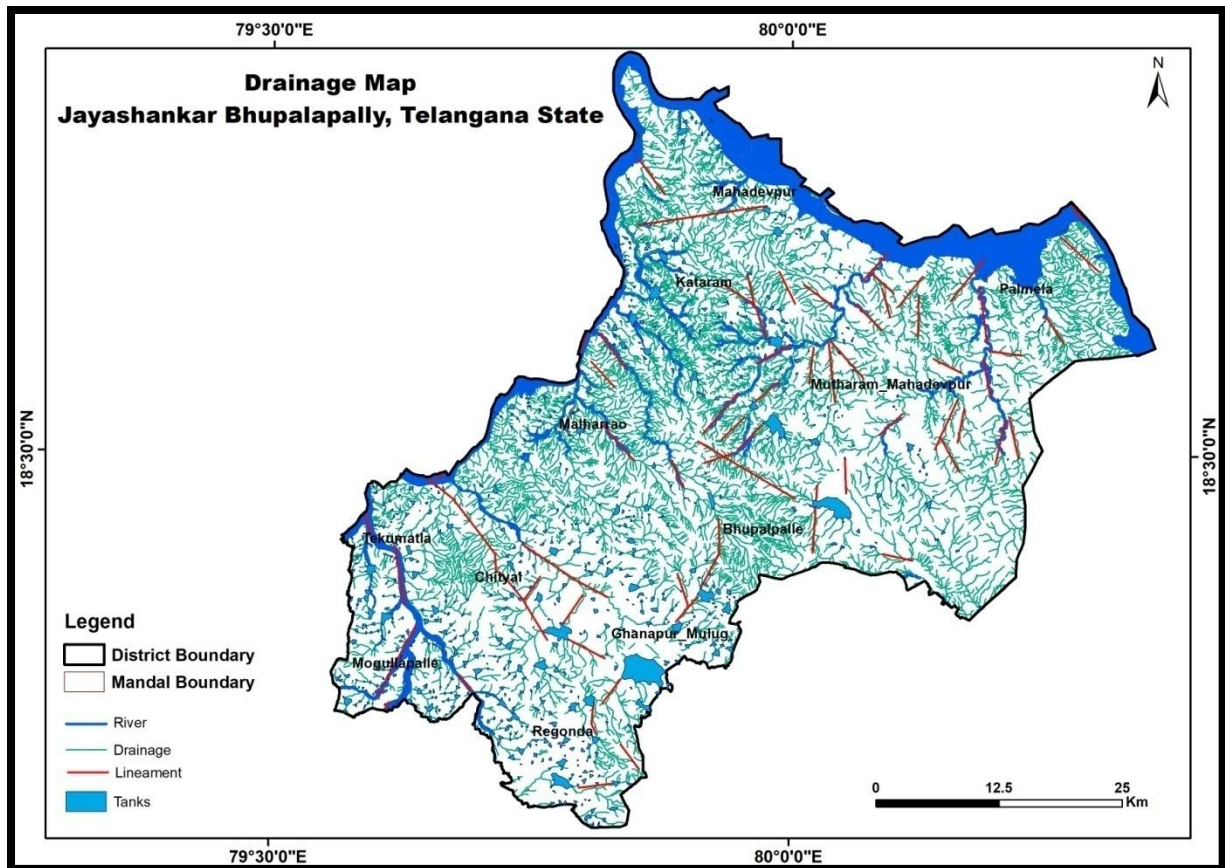 79°30'0"E
80°0'0"E
Drainage Map
Jayashankar Bhupalapally, Telangana State
N
Mahadevpur
Kataram
Palmela
Mutharam_Mahadevpur
Malharrao
18°30'0"N
18°30'0"N
Bhupalpalle
Tekumatla
Chityal
Ghanapur_Mulug
Mogullapalle
Regonda
Legend
District Boundary
Mandal Boundary
River
Drainage
Lineament
Tanks
0 12.5 25
Km
79°30'0"E
80°0'0"E